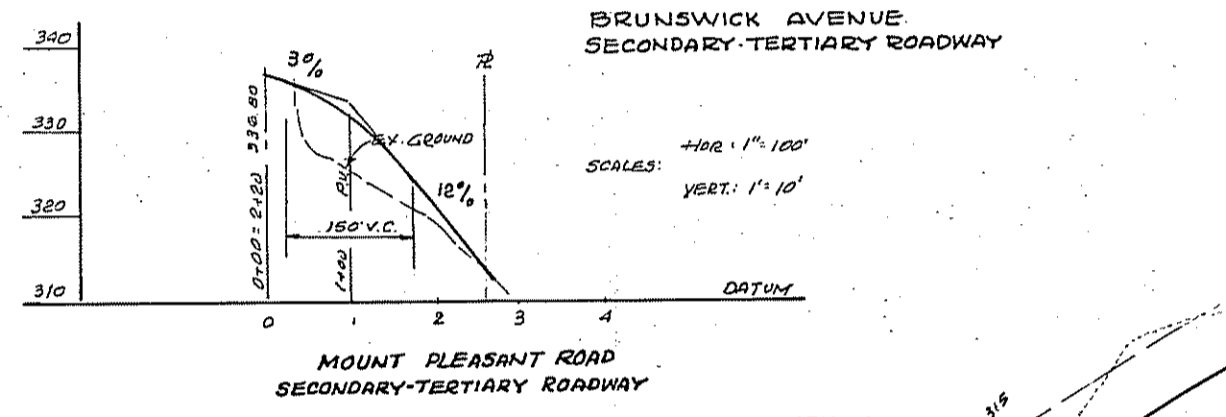 BRUNSWICK AVENUE.
SECONDARY-TERTIARY ROADWAY
340
3%
330
0+00 = 2+20 336.80
EX. GROUND
P.V.I.
1+00
SCALES:
HOR: 1"= 100'
VERT.: 1"= 10'
12%
320
150' V.C.
310
DATUM
0 1 2 3 4
MOUNT PLEASANT ROAD
SECONDARY-TERTIARY ROADWAY
315